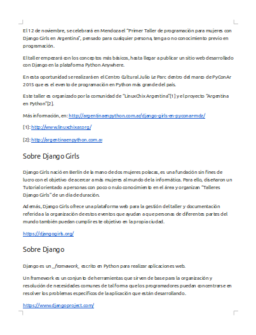 El 12 de noviembre, se celebrará en Mendoza el "Primer Taller de programación para mujeres con
Django Girls en Argentina", pensado para cualquier persona, tenga o no conocimiento previo en
programación.
El taller empezará con los conceptos más básicos, hasta llegar a publicar un sitio web desarrollado
con Django en la plataforma Python Anywhere.
En esta oportunidad se realizará en el Centro Cultural Julio Le Parc dentro del marco de PyConAr
2015 que es el evento de programación en Python más grande del país.
Este taller es organizado por la comunidad de "LinuxChix Argentina"[1] y el proyecto "Argentina
en Python"[2].
Más información, en: http://argentinaenpython.com.ar/django-girls-en-pyconar-mdz/
[1]: http://www.linuxchixar.org/
[2]: http://argentinaenpython.com.ar
Sobre Django Girls
Django Girls nació en Berlín de la mano de dos mujeres polacas, es una fundación sin fines de
lucro con el objetivo de acercar a más mujeres al mundo de la informática. Para ello, diseñaron un
Tutorial orientado a personas con poco o nulo conocimiento en el área y organizan "Talleres
Django Girls" de un día de duración.
Además, Django Girls ofrece una plataforma web para la gestión del taller y documentación
referida a la organización de estos eventos que ayudan a que personas de diferentes partes del
mundo también puedan cumplir este objetivo en su propia ciudad.
https://djangogirls.org/
Sobre Django
Django es un _framework_ escrito en Python para realizar aplicaciones web.
Un framework es un conjunto de herramientas que sirven de base para la organización y
resolución de necesidades comunes de tal forma que los programadores puedan concentrarse en
resolver los problemas específicos de la aplicación que están desarrollando.
https://www.djangoproject.com/